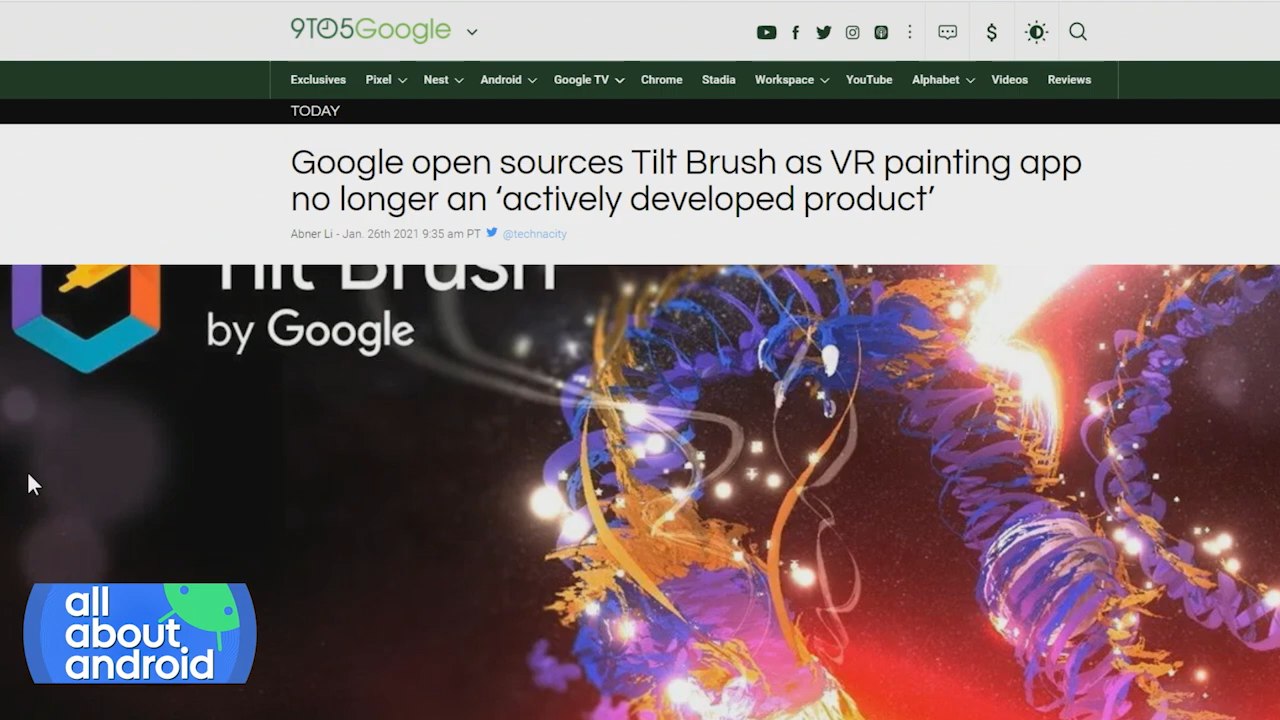 9TO5Google
Exclusives Pixel Nest Android Google TV Chrome Stadia Workspace YouTube Alphabet Videos Reviews
TODAY
Google open sources Tilt Brush as VR painting app
no longer an ‘actively developed product’
Abner Li - Jan. 26th 2021 9:35 am PT @technacity
Tilt Brush
by Google
all
about
android